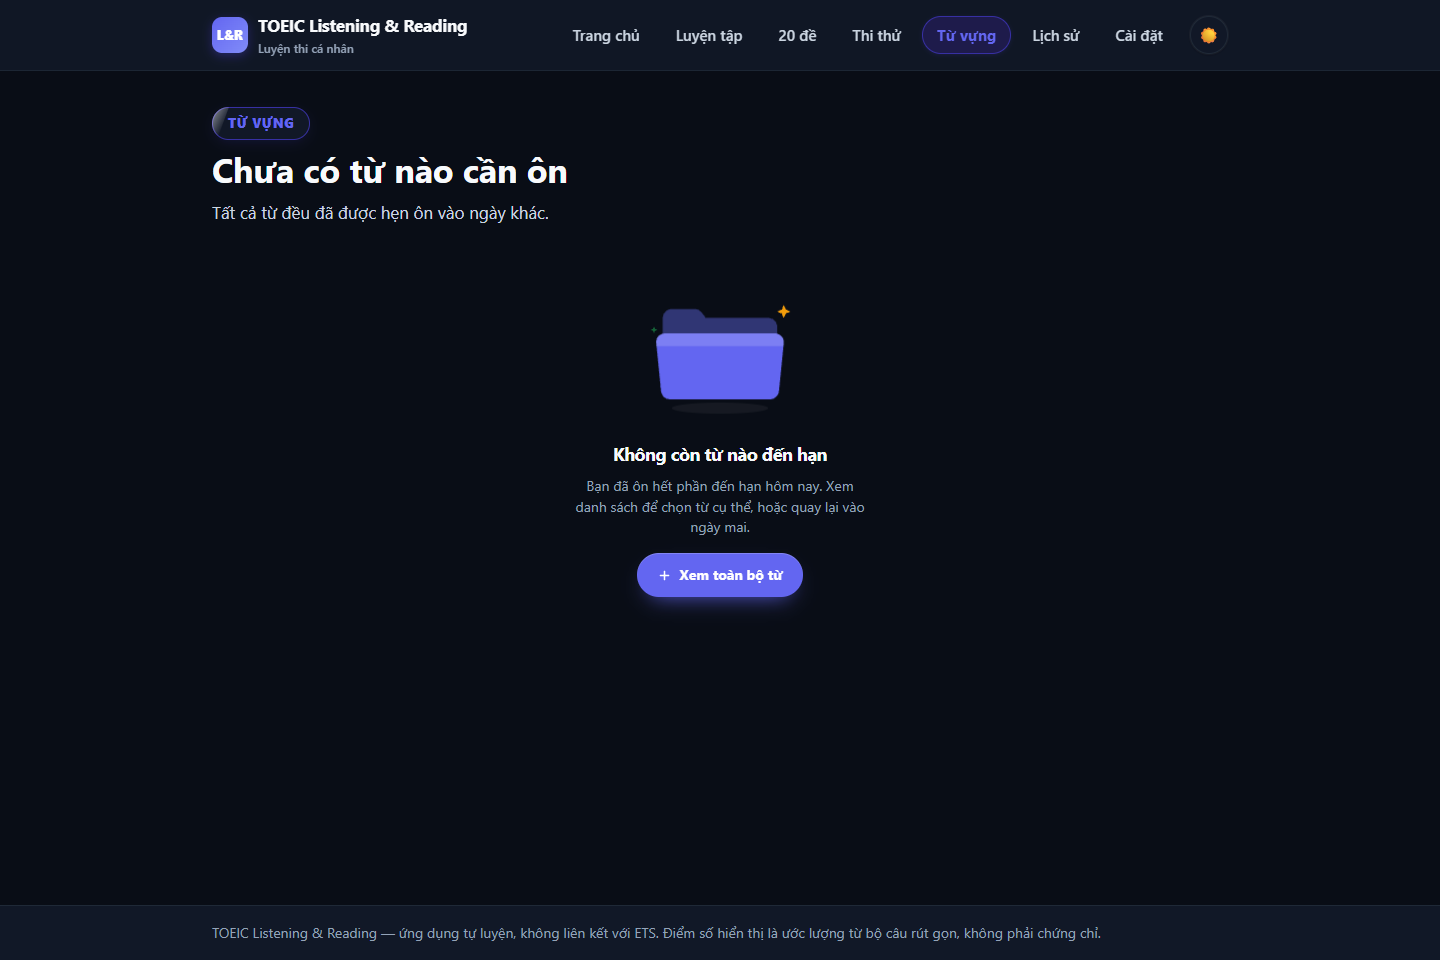 L&R
TOEIC Listening & Reading
Luyện thi cá nhân
Trang chủ
Luyện tập
20 đề
Thi thử
Từ vựng
Lịch sử
Cài đặt
TỪ VỰNG
Chưa có từ nào cần ôn
Tất cả từ đều đã được hẹn ôn vào ngày khác.
Không còn từ nào đến hạn
Bạn đã ôn hết phần đến hạn hôm nay. Xem
danh sách để chọn từ cụ thể, hoặc quay lại vào
ngày mai.
+ Xem toàn bộ từ
TOEIC Listening & Reading — ứng dụng tự luyện, không liên kết với ETS. Điểm số hiển thị là ước lượng từ bộ câu rút gọn, không phải chứng chỉ.